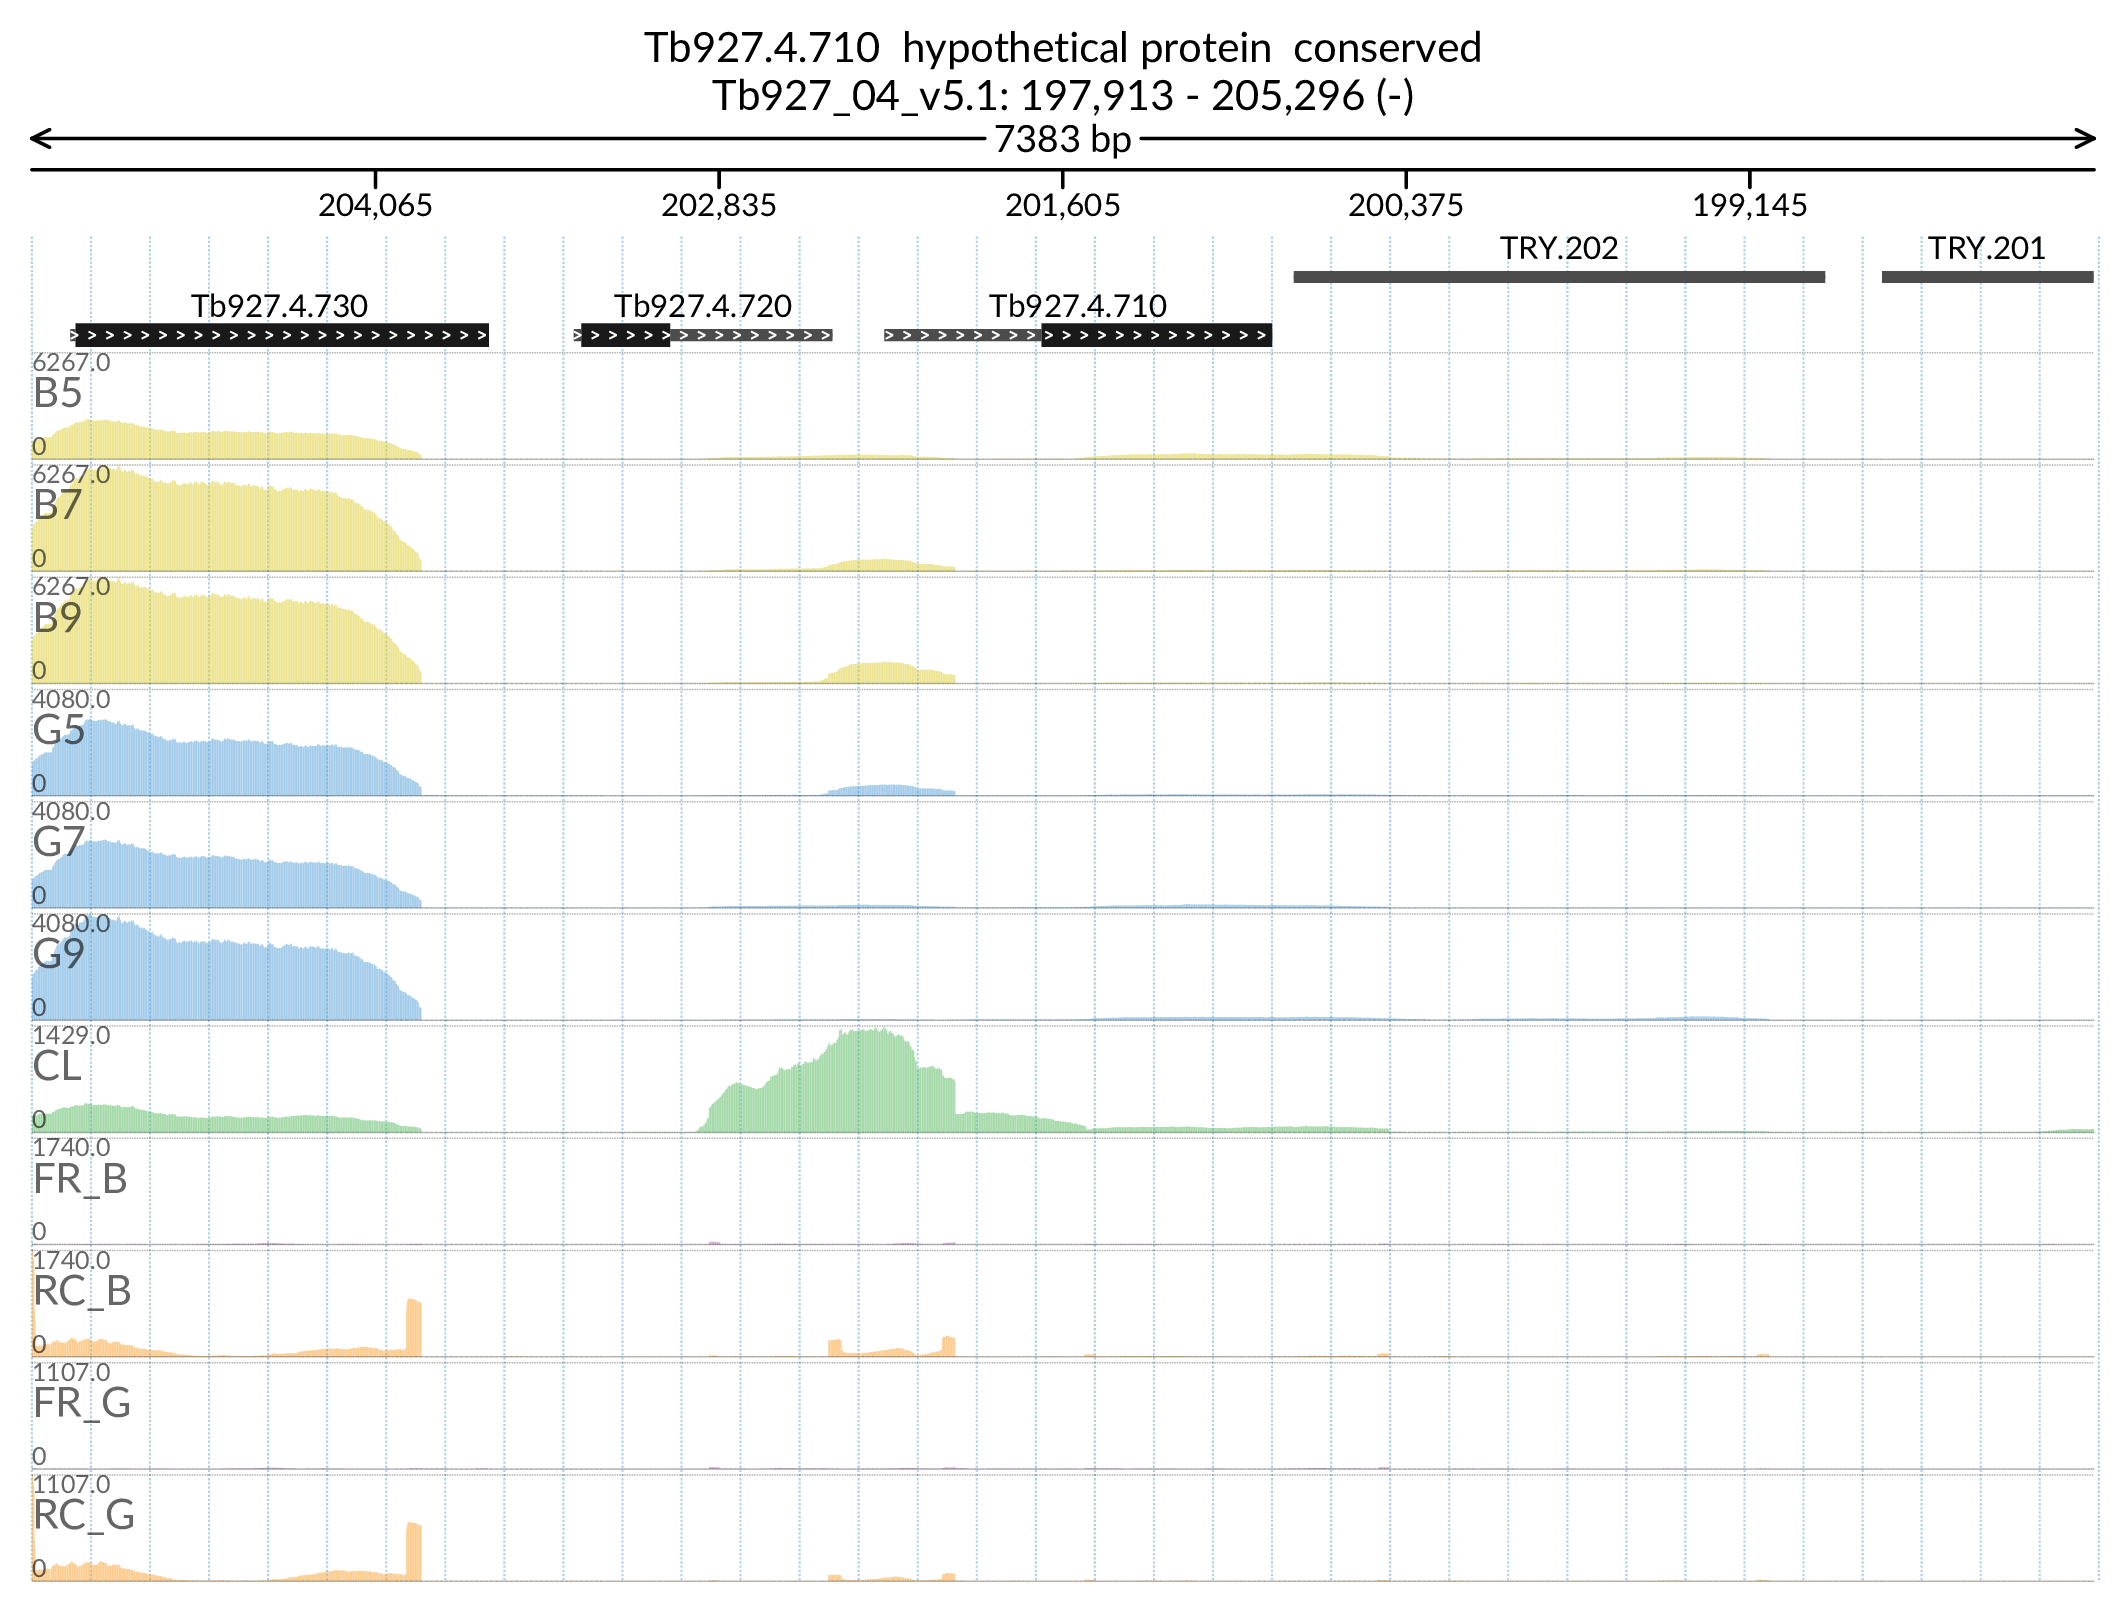 Tb927.4.710  hypothetical protein  conserved
Tb927_04_v5.1: 197,913 - 205,296 (-)
7383 bp
204,065 202,835 201,605 200,375 199,145
TRY.202 TRY.201
Tb927.4.730 Tb927.4.720 Tb927.4.710
6267.0
B5
0
6267.0
B7
0
6267.0
B9
0
4080.0
G5
0
4080.0
G7
0
4080.0
G9
0
1429.0
CL
0
1740.0
FR_B
0
1740.0
RC_B
0
1107.0
FR_G
0
1107.0
RC_G
0